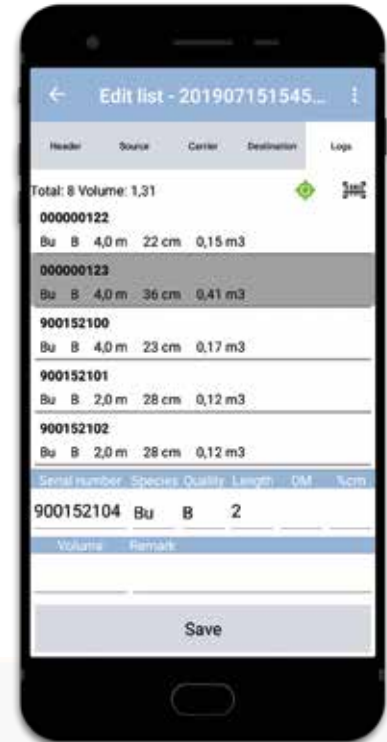 Edit list - 201907151545...
Header Source Carrier Destination Logs
Total: 8 Volume: 1,31
000000122
Bu B 4,0 m 22 cm 0,15 m3
000000123
Bu B 4,0 m 36 cm 0,41 m3
900152100
Bu B 4,0 m 23 cm 0,17 m3
900152101
Bu B 2,0 m 28 cm 0,12 m3
900152102
Bu B 2,0 m 28 cm 0,12 m3
Serial number Species Quality Length DM %cm
900152104 Bu B 2
Volume Remark
Save